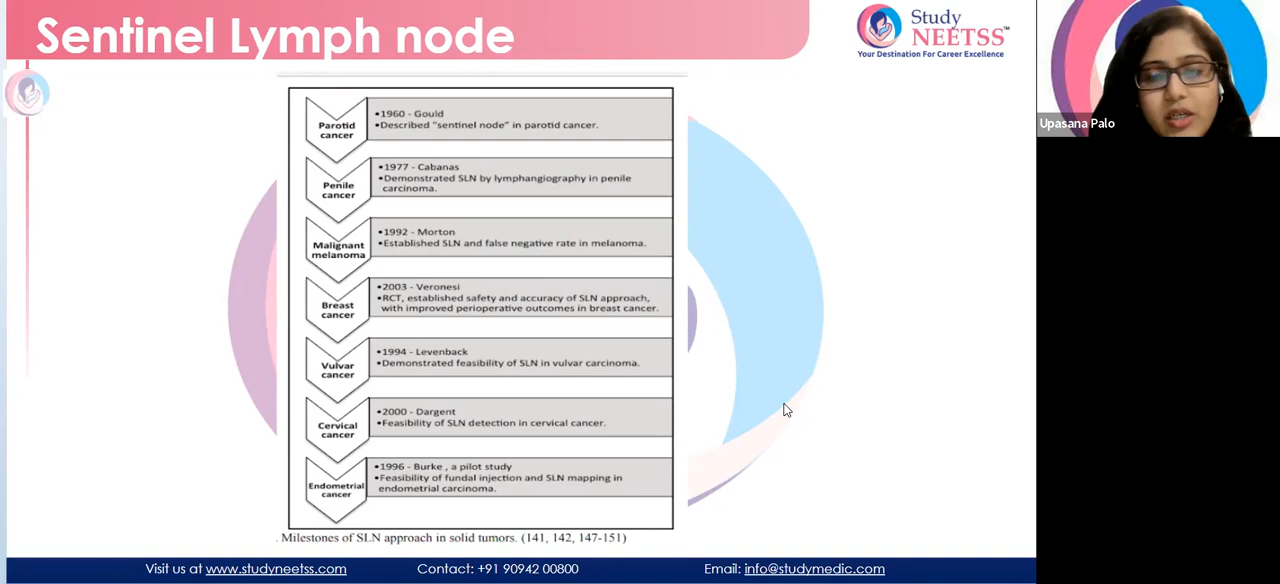 Sentinel Lymph node
Study
NEETSS™
Your Destination For Career Excellence
Upasana Palo
Parotid
cancer
•1960 - Gould
•Described "sentinel node" in parotid cancer.
Penile
cancer
•1977 - Cabanas
•Demonstrated SLN by lymphangiography in penile
carcinoma.
Malignant
melanoma
•1992 - Morton
•Established SLN and false negative rate in melanoma.
Breast
cancer
•2003 - Veronesi
•RCT, established safety and accuracy of SLN approach,
with improved perioperative outcomes in breast cancer.
Vulvar
cancer
•1994 - Levenback
•Demonstrated feasibility of SLN in vulvar carcinoma.
Cervical
cancer
•2000 - Dargent
•Feasibility of SLN detection in cervical cancer.
Endometrial
cancer
•1996 - Burke , a pilot study
•Feasibility of fundal injection and SLN mapping in
endometrial carcinoma.
. Milestones of SLN approach in solid tumors. (141, 142, 147-151)
Visit us at www.studyneetss.com Contact: +91 90942 00800 Email: info@studymedic.com